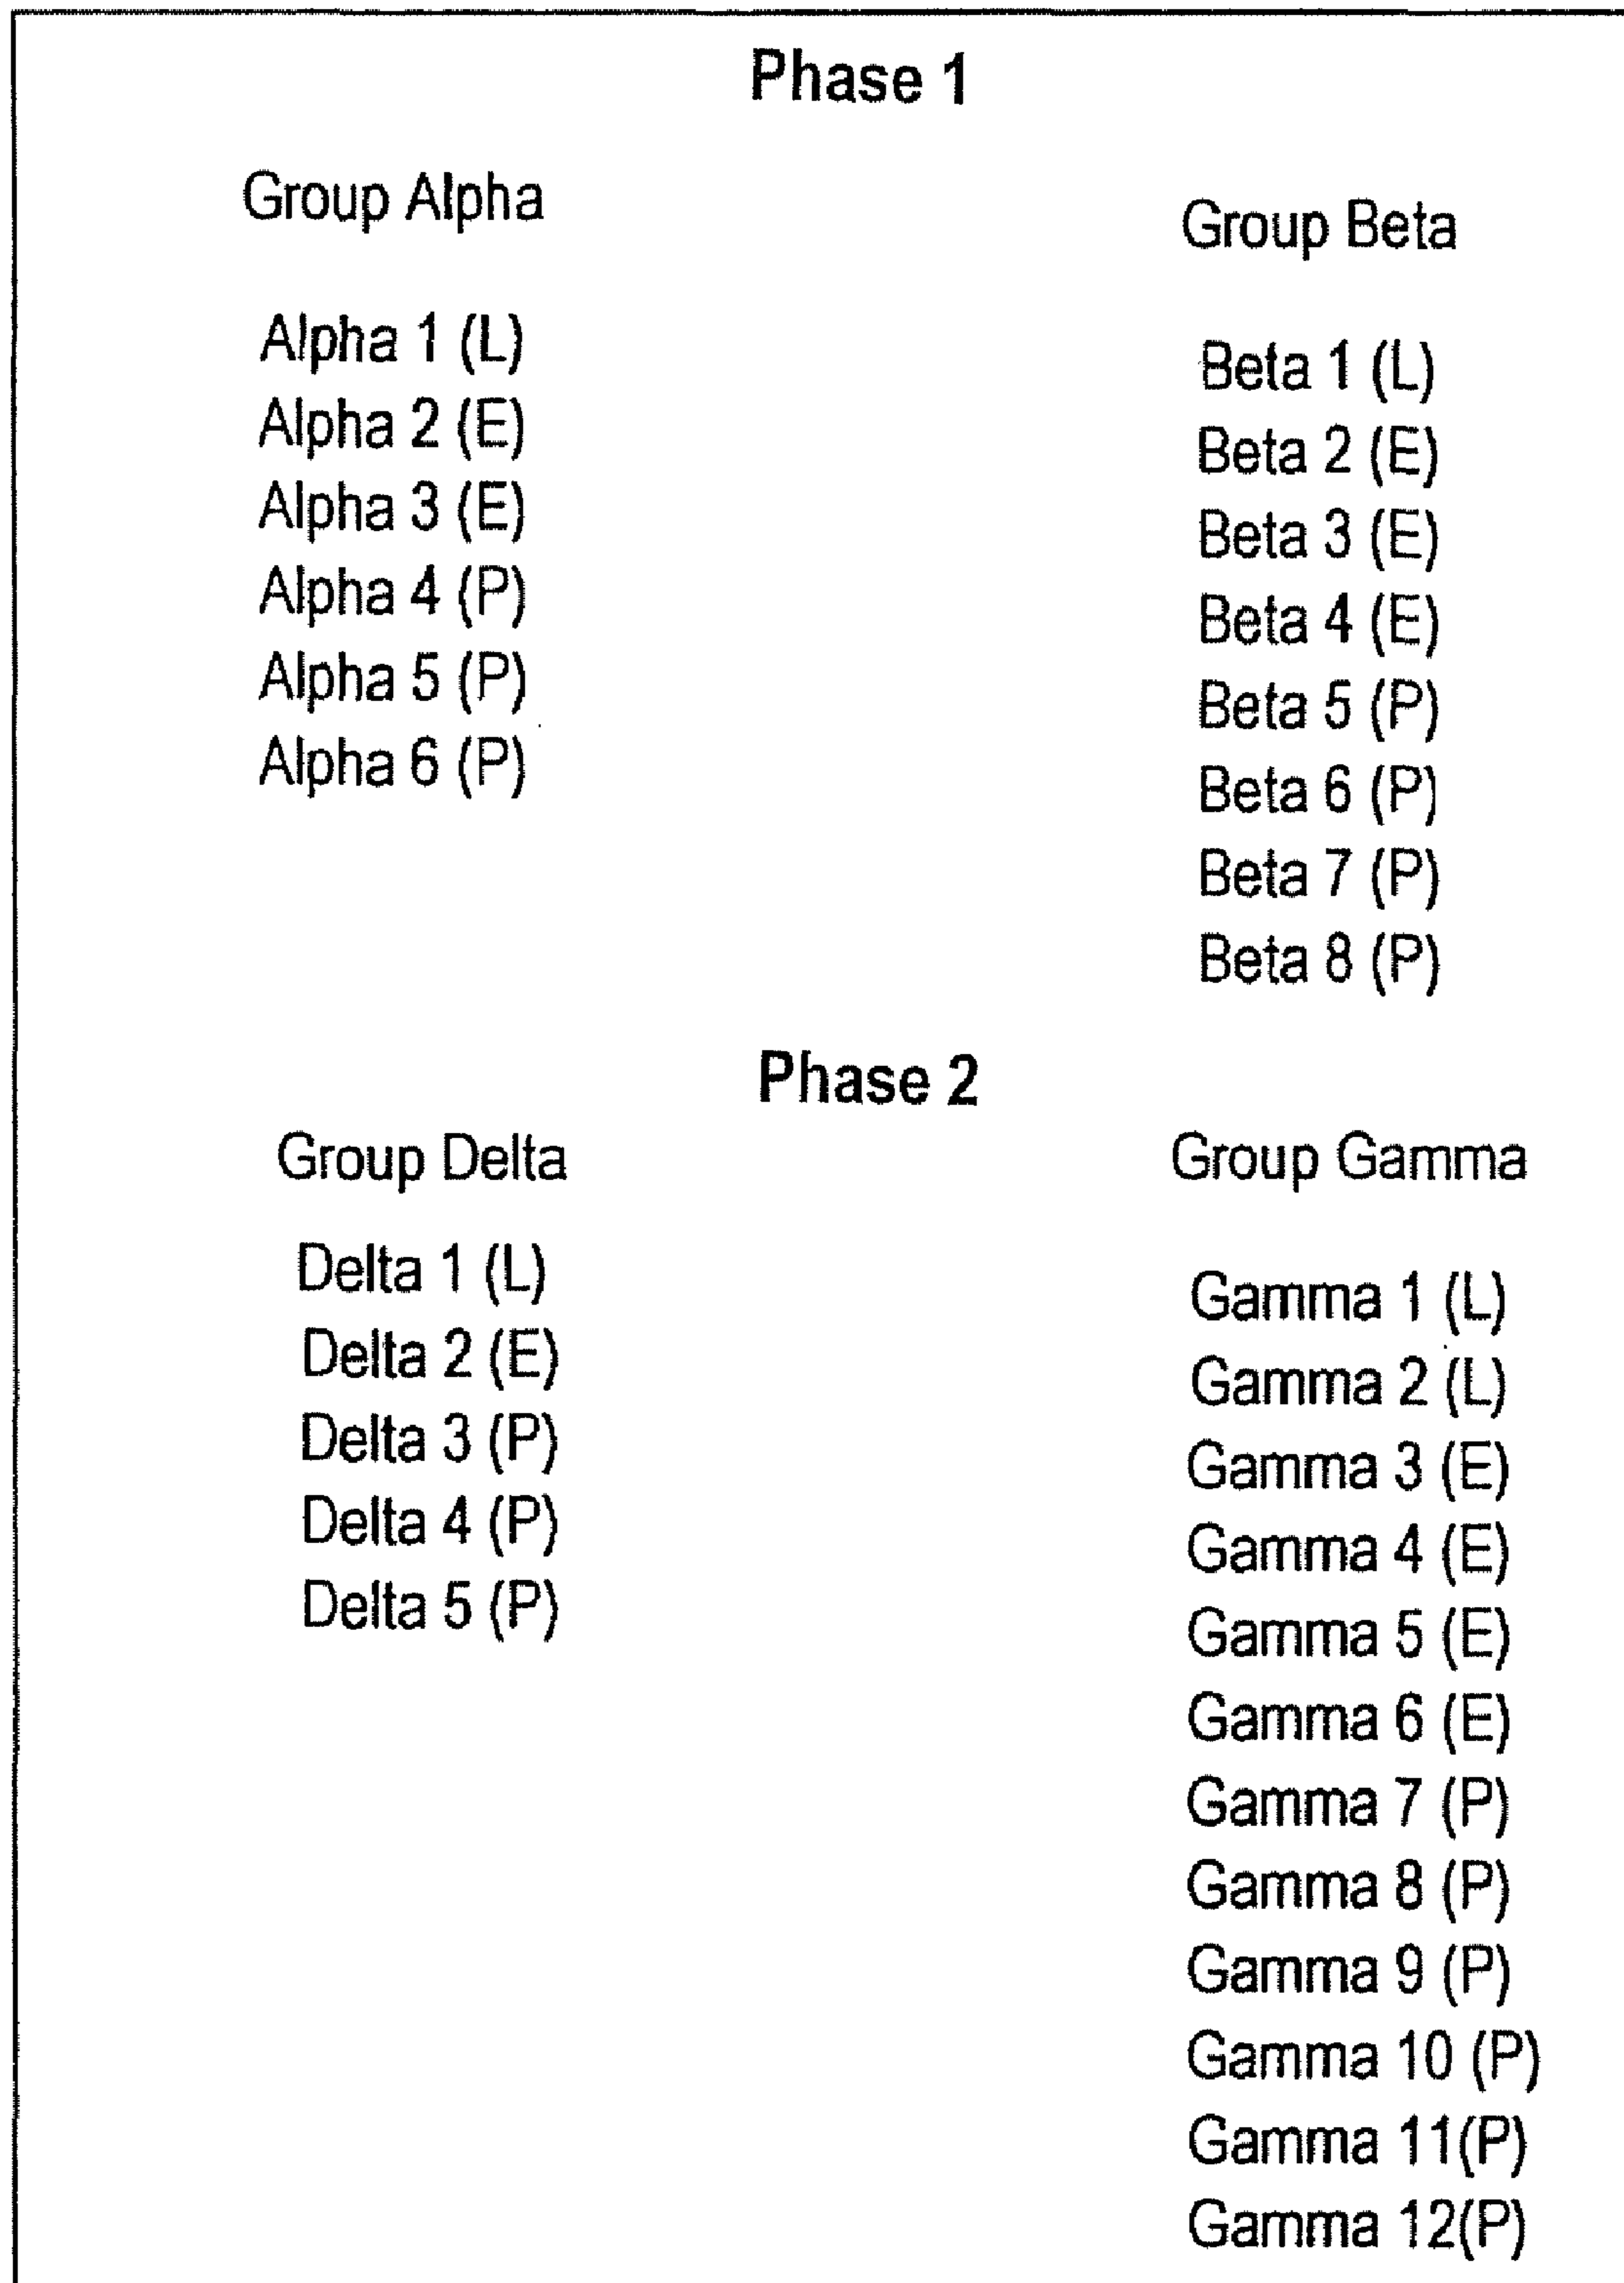 Phase 1
Group Alpha
Alpha 1 (L)
Alpha 2 (E)
Alpha 3 (E)
Alpha 4 (P)
Alpha 5 (P)
Alpha 6 (P)
Group Beta
Beta 1 (L)
Beta 2 (E)
Beta 3 (E)
Beta 4 (E)
Beta 5 (P)
Beta 6 (P)
Beta 7 (P)
Beta 8 (P)
Phase 2
Group Delta
Delta 1 (L)
Delta 2 (E)
Delta 3 (P)
Delta 4 (P)
Delta 5 (P)
Group Gamma
Gamma 1 (L)
Gamma 2 (L)
Gamma 3 (E)
Gamma 4 (E)
Gamma 5 (E)
Gamma 6 (E)
Gamma 7 (P)
Gamma 8 (P)
Gamma 9 (P)
Gamma 10 (P)
Gamma 11(P)
Gamma 12(P)